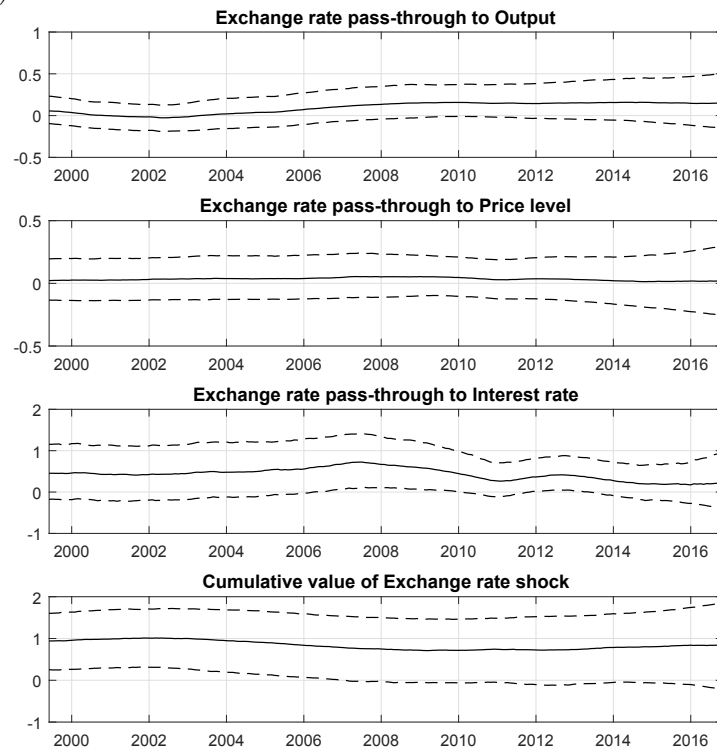 )
Exchange rate pass-through to Output
1
0.5
0
-0.5
2000 2002 2004 2006 2008 2010 2012 2014 2016
Exchange rate pass-through to Price level
0.5
0
-0.5
2000 2002 2004 2006 2008 2010 2012 2014 2016
Exchange rate pass-through to Interest rate
2
1
0
-1
2000 2002 2004 2006 2008 2010 2012 2014 2016
Cumulative value of Exchange rate shock
2
1
0
-1
2000 2002 2004 2006 2008 2010 2012 2014 2016